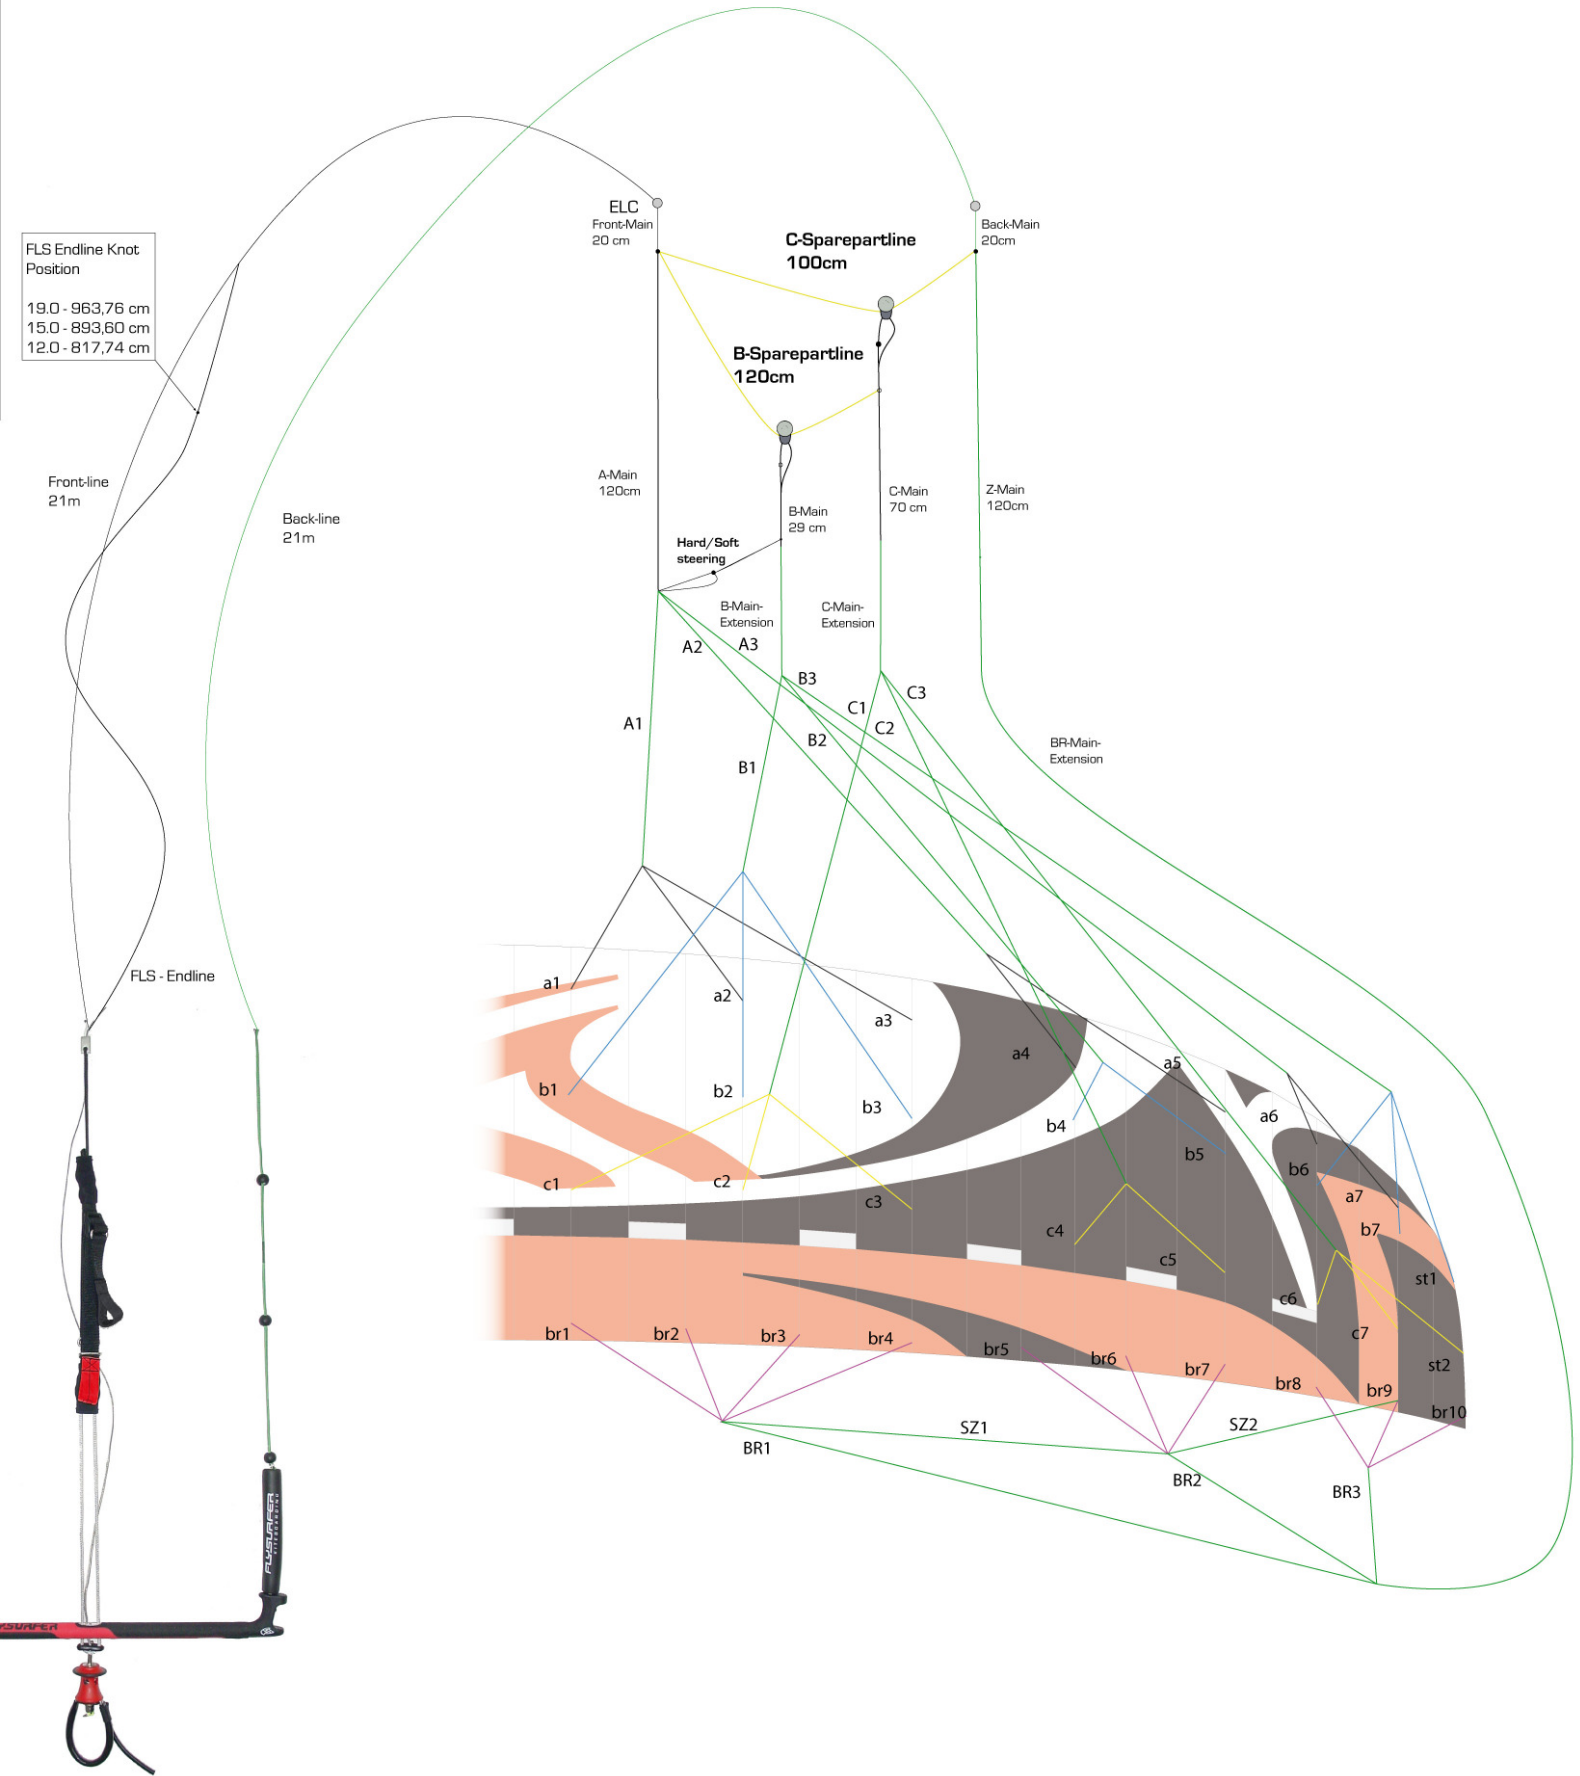 ELC
Front-Main
20 cm
Back-Main
20cm
C-Sparepartline
100cm
FLS Endline Knot
Position
19.0 - 963,76 cm
15.0 - 893,60 cm
12.0 - 817,74 cm
B-Sparepartline
120cm
Front-line
21m
Back-line
21m
A-Main
120cm
B-Main
29 cm
C-Main
70 cm
Z-Main
120cm
Hard/Soft
steering
B-Main-
Extension
C-Main-
Extension
A2
A3
B3
C1
C3
C2
A1
B2
B1
BR-Main-
Extension
FLS - Endline
a1
a2
a3
a4
a5
a6
a7
b1
b2
b3
b4
b5
b6
b7
c1
c2
c3
c4
c5
c6
c7
st1
st2
br1
br2
br3
br4
br5
br6
br7
br8
br9
br10
SZ1
SZ2
BR1
BR2
BR3
FLYSURFER
KITEBOARDING
YSURFER